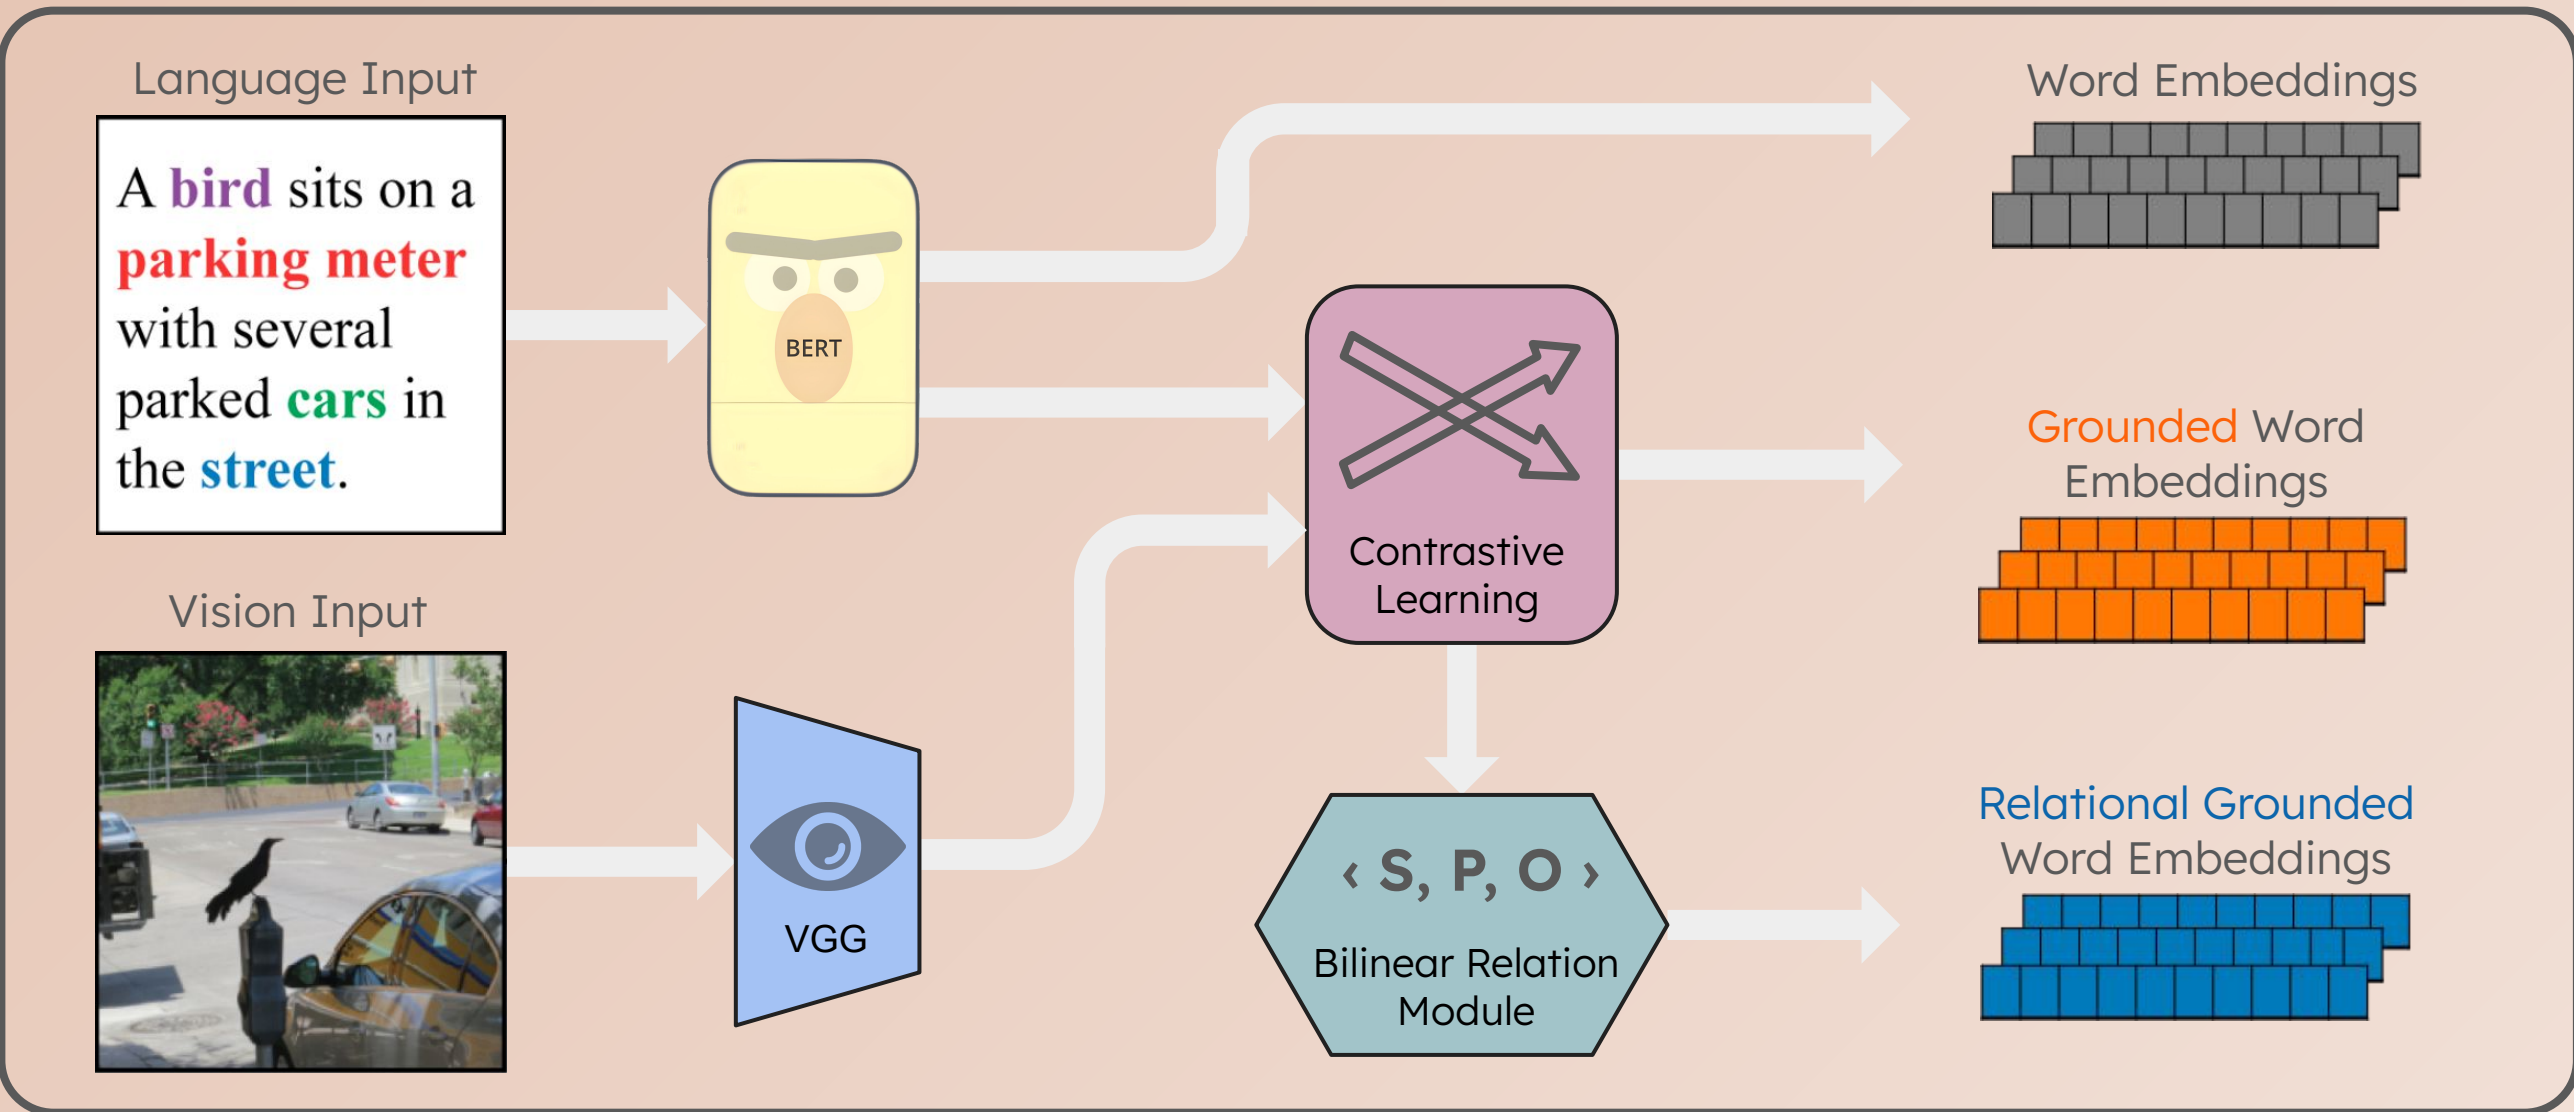 Language Input
A bird sits on a
parking meter
with several
parked cars in
the street.
Vision Input
BERT
VGG
Contrastive
Learning
‹ S, P, O ›
Bilinear Relation
Module
Word Embeddings
Grounded Word
Embeddings
Relational Grounded
Word Embeddings